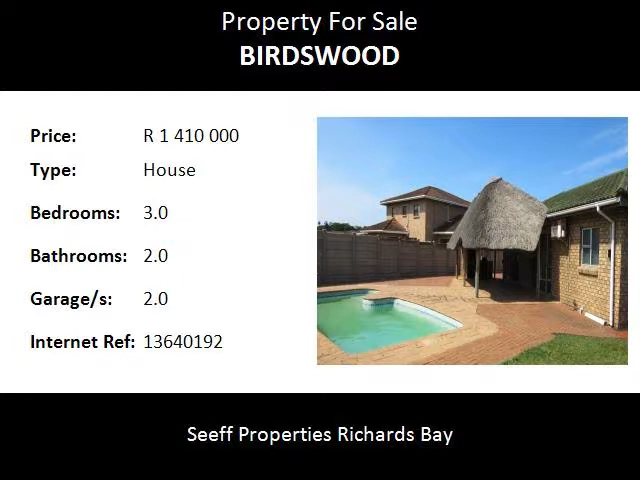 Property For Sale
BIRDSWOOD
Price: R 1 410 000
Type: House
Bedrooms: 3.0
Bathrooms: 2.0
Garage/s: 2.0
Internet Ref: 13640192
Seeff Properties Richards Bay